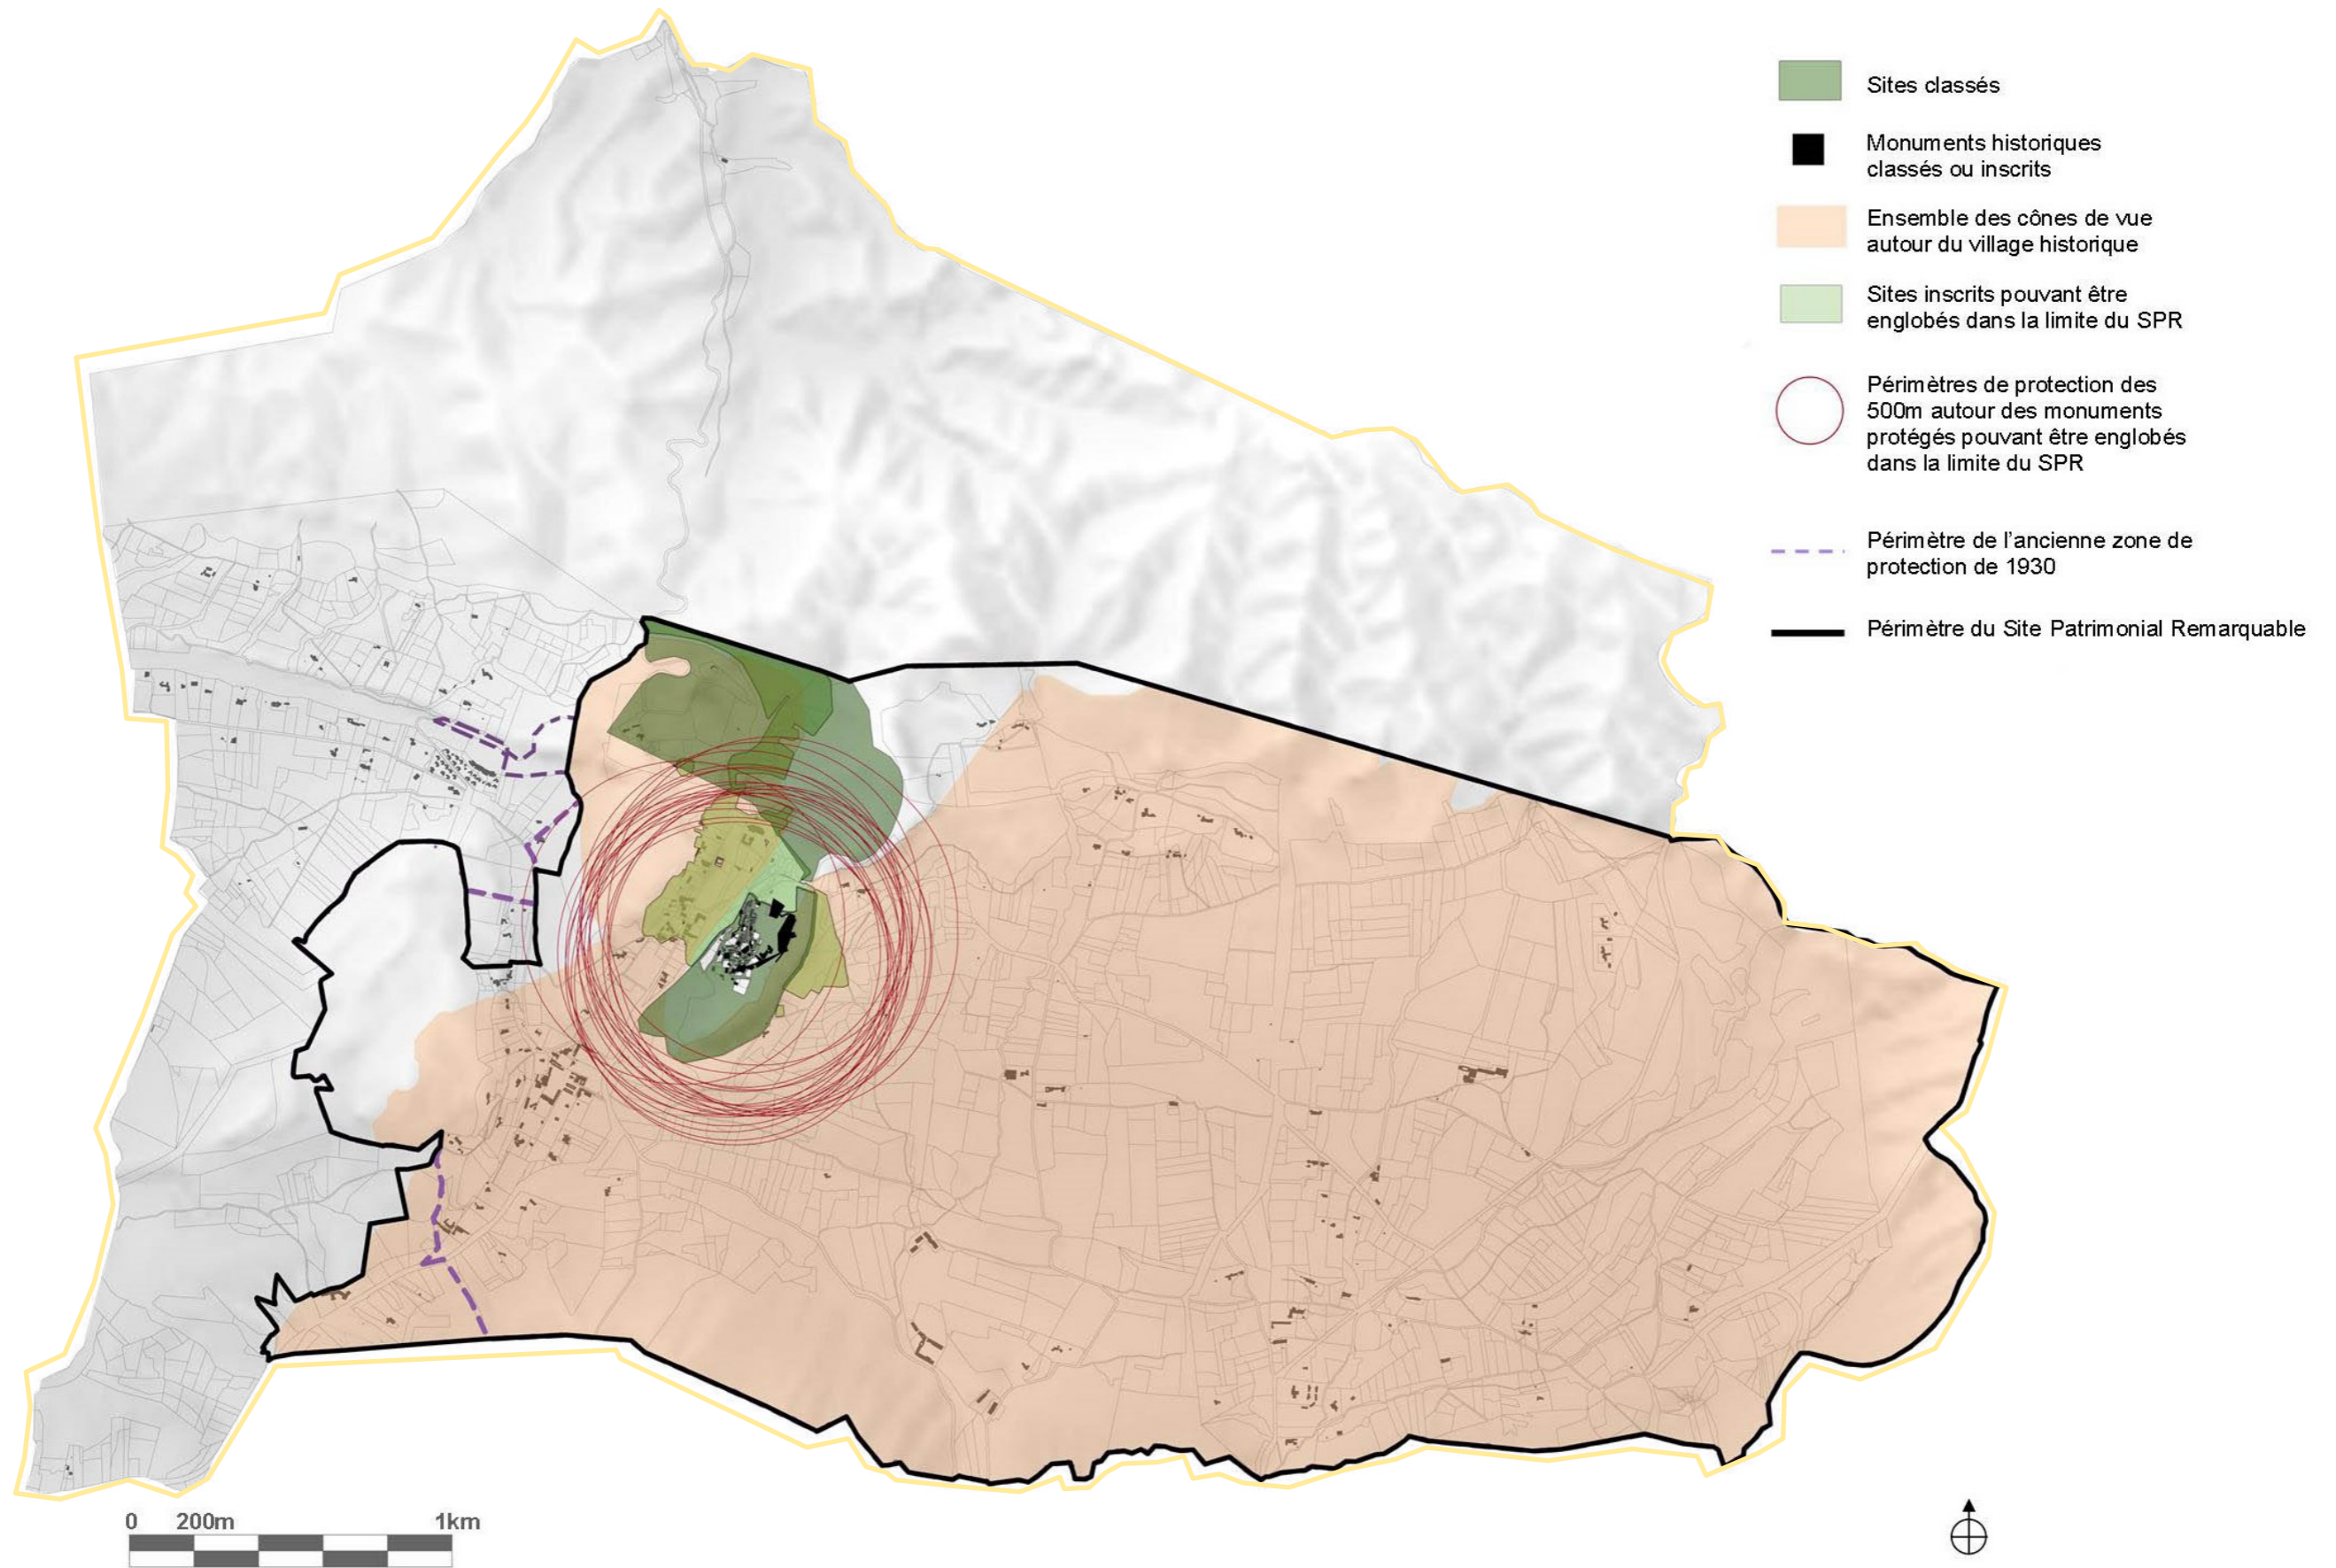 Sites classés
Monuments historiques
classés ou inscrits
Ensemble des cônes de vue
autour du village historique
Sites inscrits pouvant être
englobés dans la limite du SPR
Périmètres de protection des
500m autour des monuments
protégés pouvant être englobés
dans la limite du SPR
Périmètre de l'ancienne zone de
protection de 1930
Périmètre du Site Patrimonial Remarquable
0 200m 1km